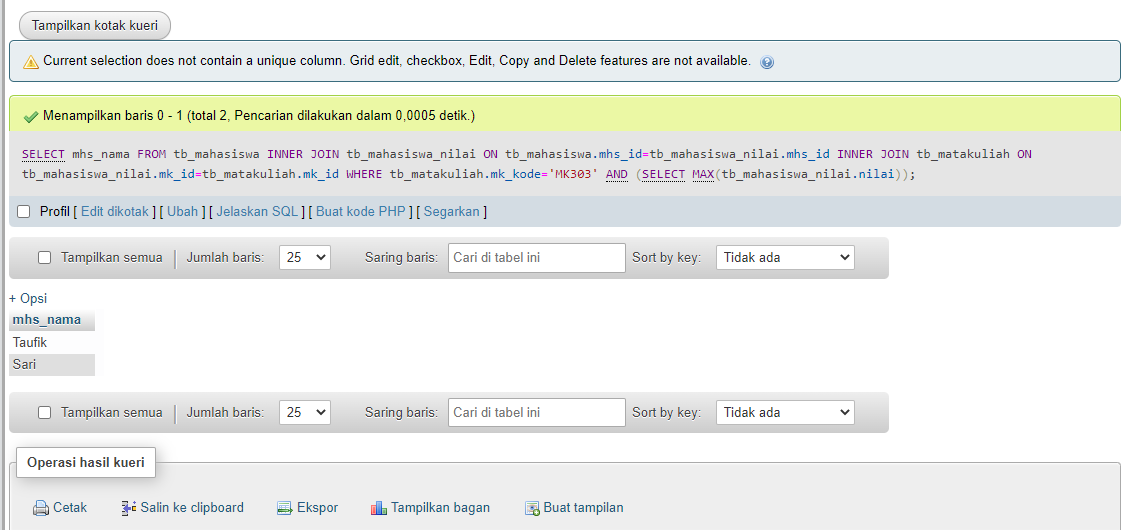 Tampilkan kotak kueri
Current selection does not contain a unique column. Grid edit, checkbox, Edit, Copy and Delete features are not available.
Menampilkan baris 0 - 1 (total 2, Pencarian dilakukan dalam 0,0005 detik.)
SELECT mhs_nama FROM tb_mahasiswa INNER JOIN tb_mahasiswa_nilai ON tb_mahasiswa.mhs_id=tb_mahasiswa_nilai.mhs_id INNER JOIN tb_matakuliah ON
tb_mahasiswa_nilai.mk_id=tb_matakuliah.mk_id WHERE tb_matakuliah.mk_kode='MK303' AND (SELECT MAX(tb_mahasiswa_nilai.nilai));
Profil [ Edit dikotak ] [ Ubah ] [ Jelaskan SQL ] [ Buat kode PHP ] [ Segarkan ]
Tampilkan semua Jumlah baris: 25 Saring baris: Cari di tabel ini Sort by key: Tidak ada
+ Opsi
mhs_nama
Taufik
Sari
Tampilkan semua Jumlah baris: 25 Saring baris: Cari di tabel ini Sort by key: Tidak ada
Operasi hasil kueri
Cetak Salin ke clipboard Ekspor Tampilkan bagan Buat tampilan